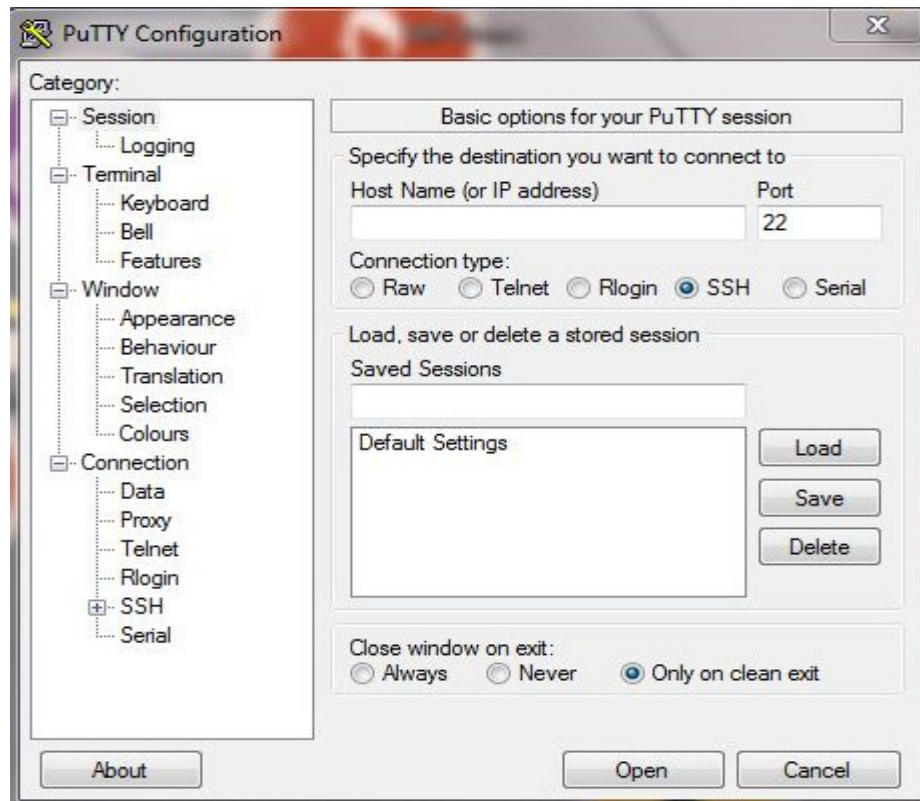 PuTTY Configuration
Category:
Session
Logging
Terminal
Keyboard
Bell
Features
Window
Appearance
Behaviour
Translation
Selection
Colours
Connection
Data
Proxy
Telnet
Rlogin
SSH
Serial
Basic options for your PuTTY session
Specify the destination you want to connect to
Host Name (or IP address) Port
22
Connection type:
Raw Telnet Rlogin SSH Serial
Load, save or delete a stored session
Saved Sessions
Default Settings
Load
Save
Delete
Close window on exit:
Always Never Only on clean exit
About Open Cancel